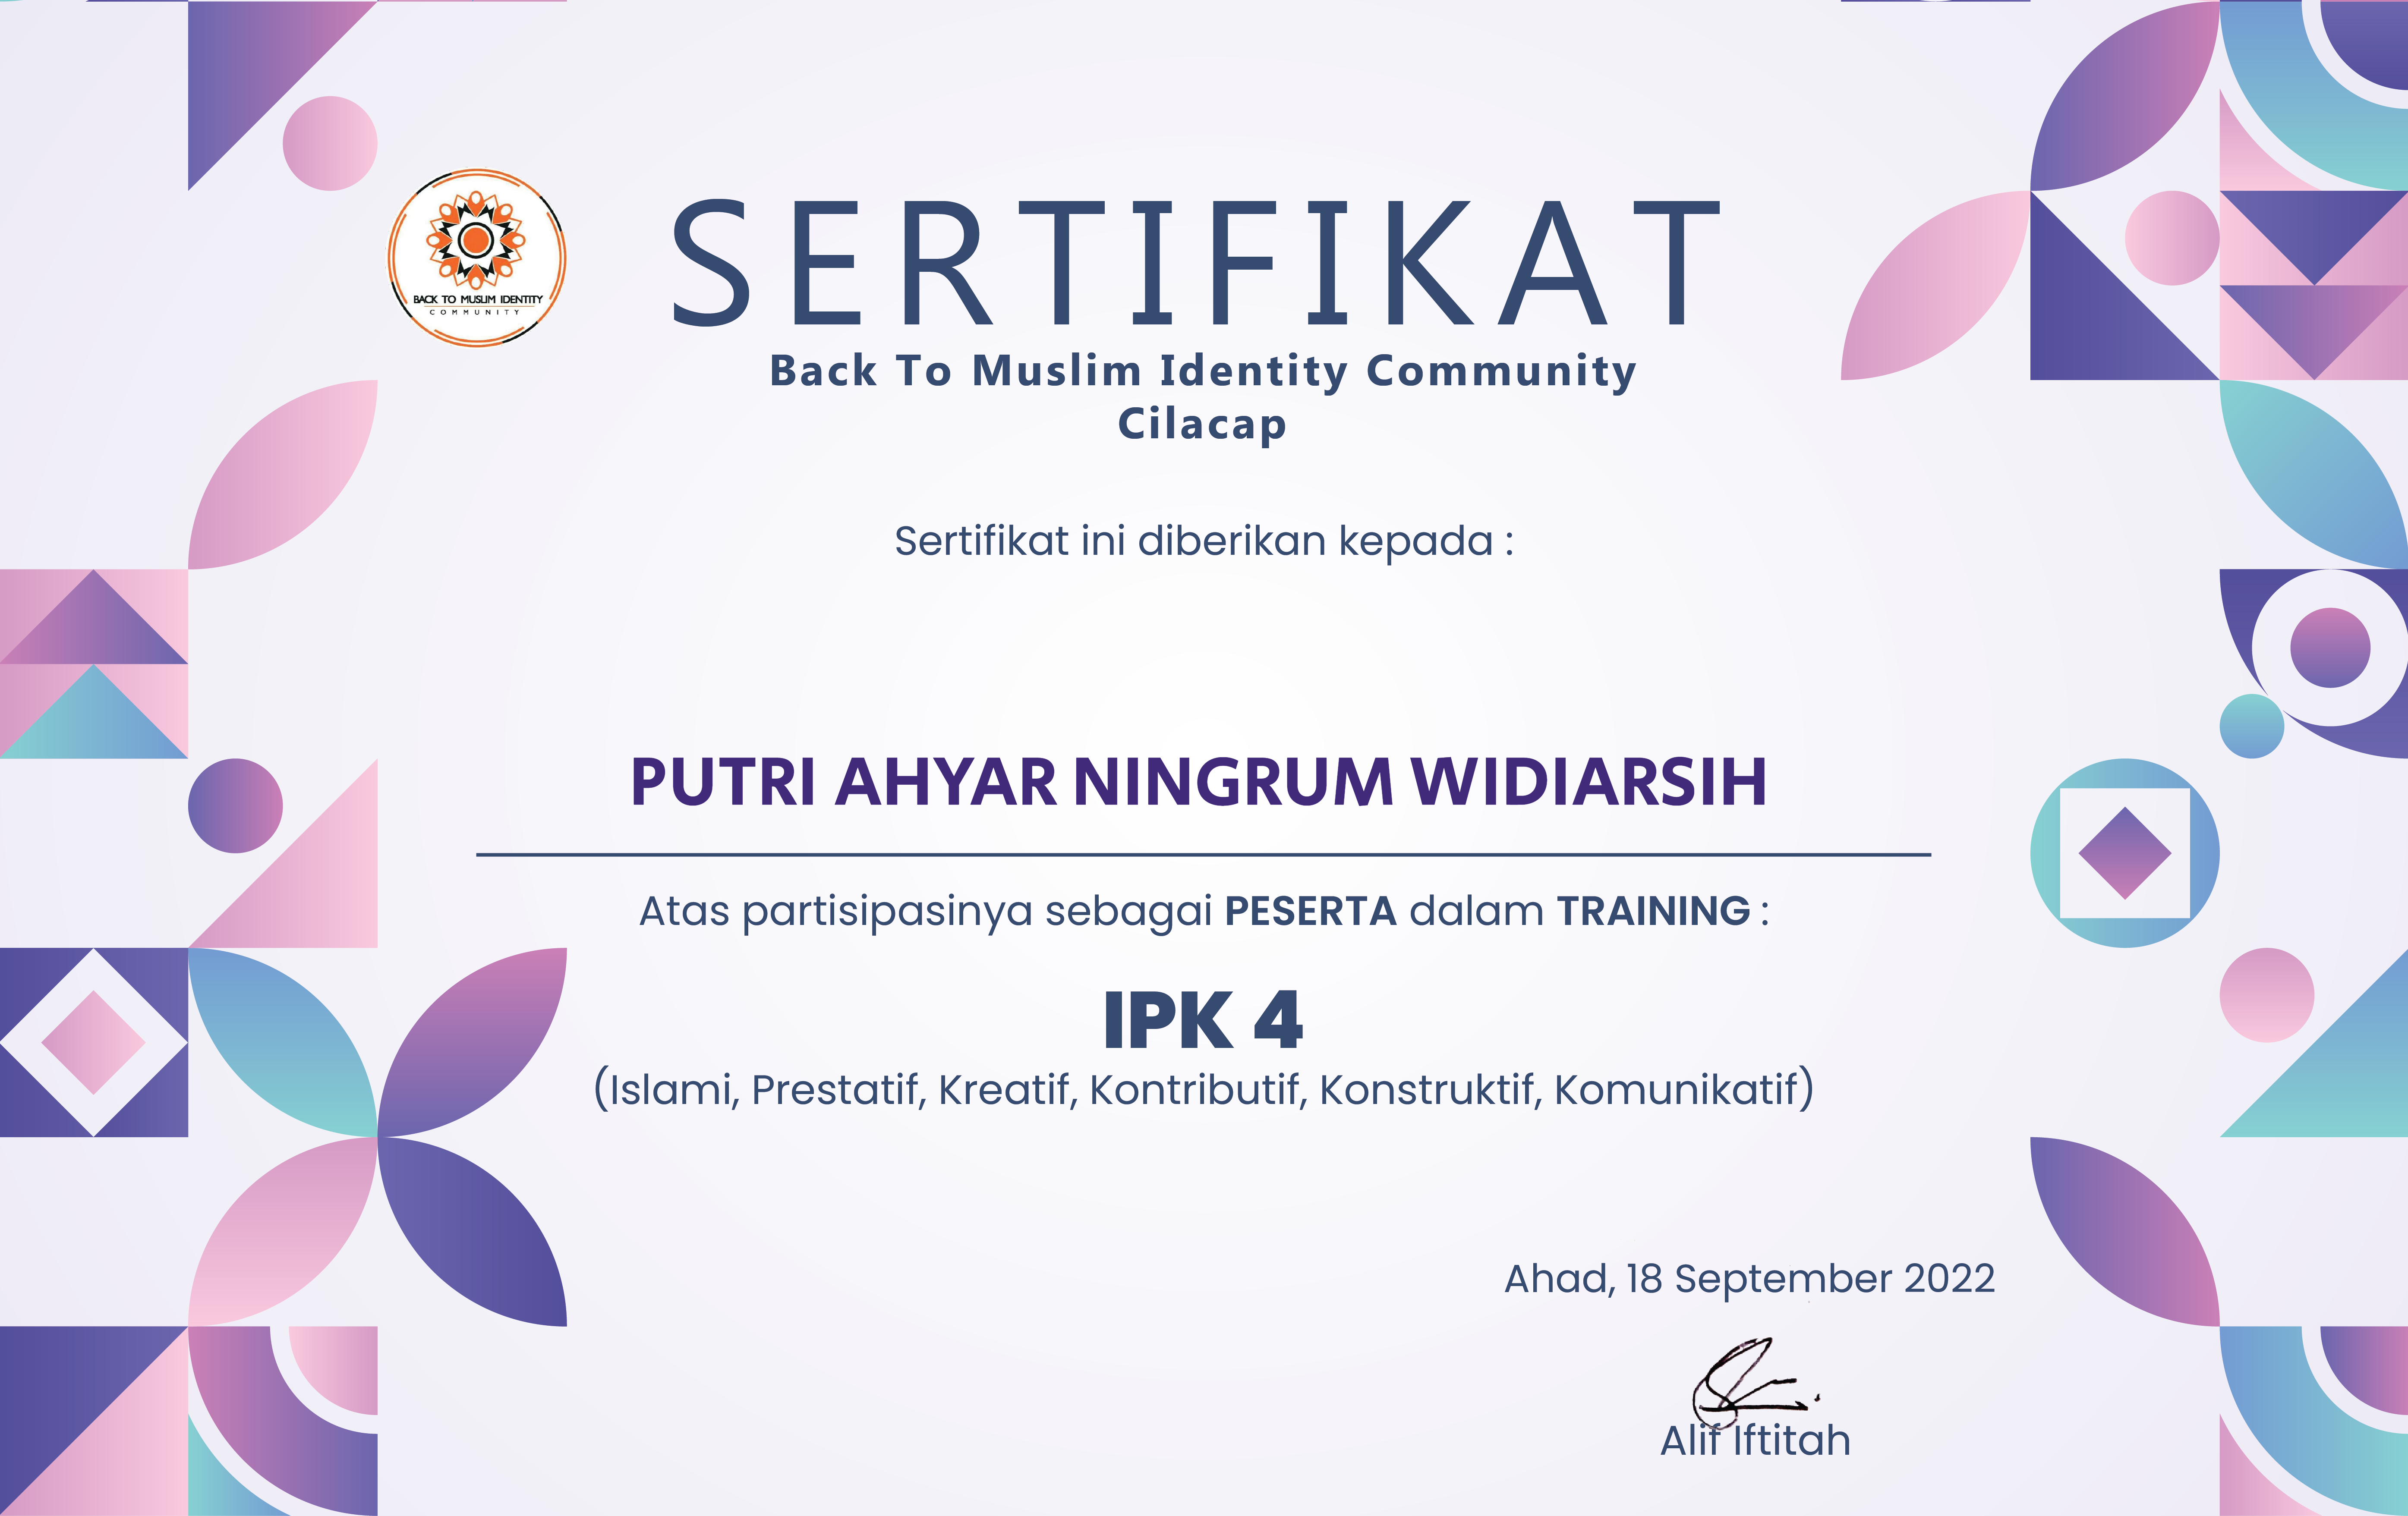 BACK TO MUSLIM IDENTITY
COMMUNITY
SERTIFIKAT
Back To Muslim Identity Community
Cilacap
Sertifikat ini diberikan kepada :
PUTRI AHYAR NINGRUM WIDIARSIH
Atas partisipasinya sebagai PESERTA dalam TRAINING :
IPK 4
(Islami, Prestatif, Kreatif, Kontributif, Konstruktif, Komunikatif)
Ahad, 18 September 2022
Alif Iftitah